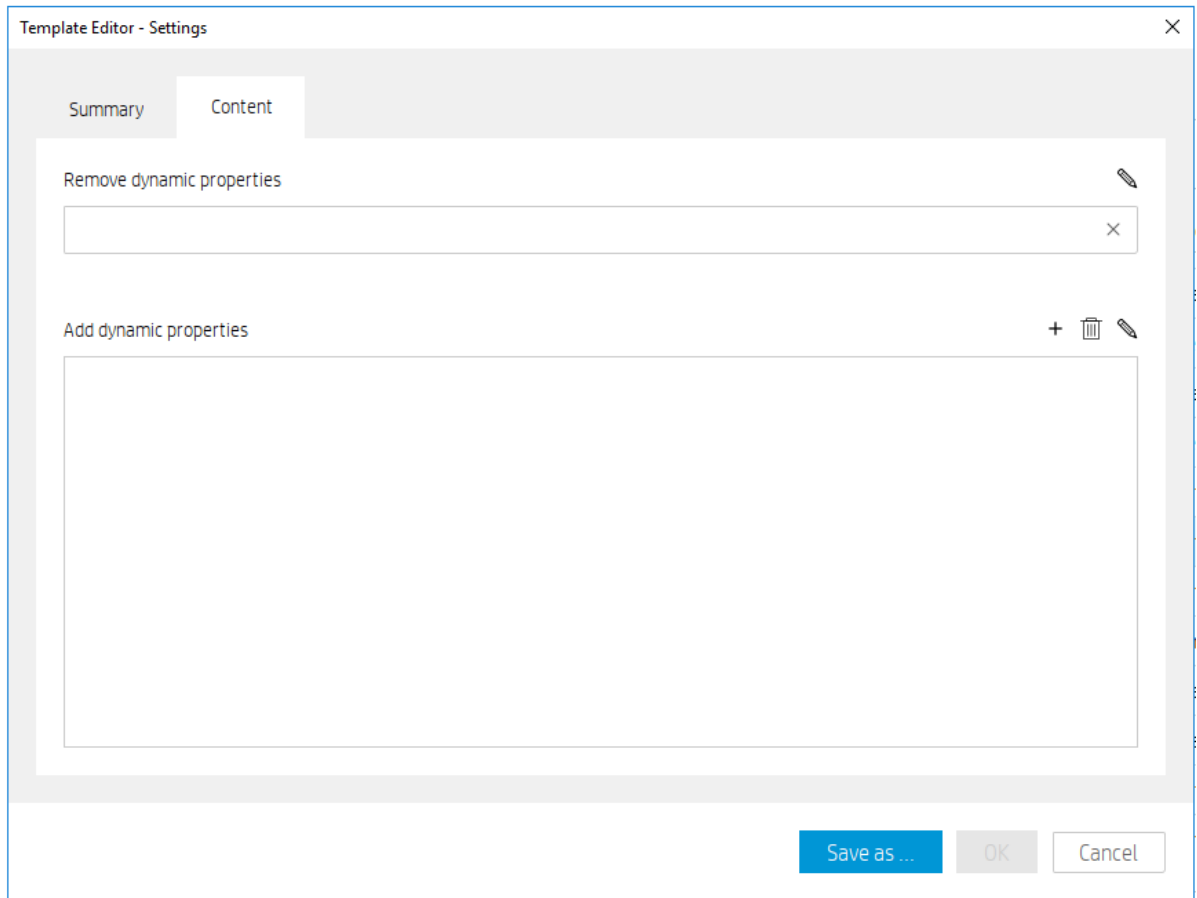 Template Editor - Settings
Summary
Content
Remove dynamic properties
Add dynamic properties
Save as ...
OK
Cancel